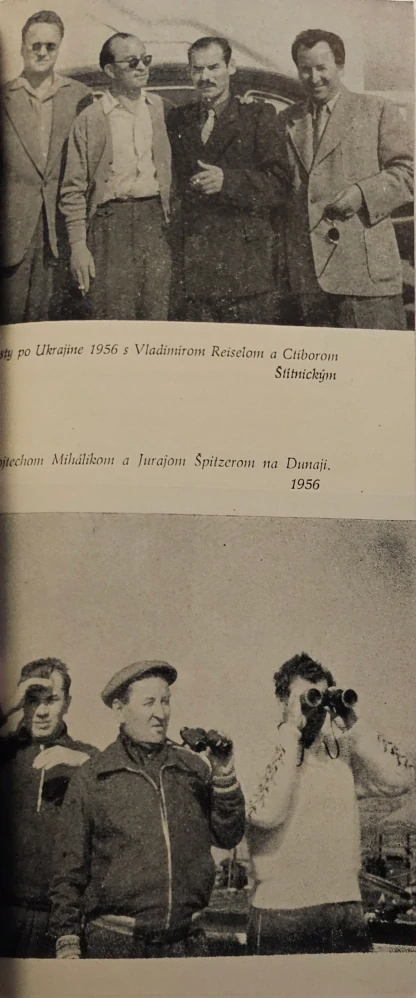 sty po Ukrajine 1956 s Vladimírom Reiselom a Ctiborom
Štítnickým
ojtechom Mihálikom a Jurajom Špitzerom na Dunaji.
1956